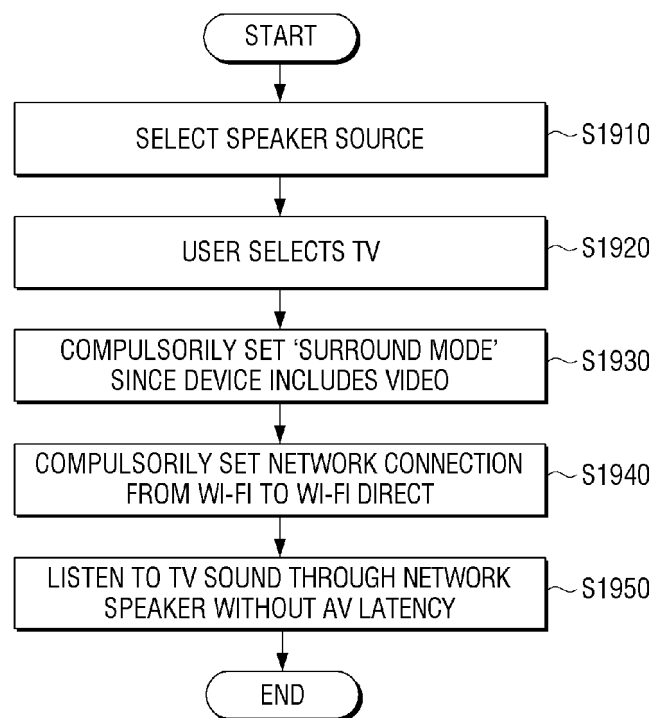 START
SELECT SPEAKER SOURCE
S1910
USER SELECTS TV
S1920
COMPULSORILY SET ‘SURROUND MODE’
SINCE DEVICE INCLUDES VIDEO
S1930
COMPULSORILY SET NETWORK CONNECTION
FROM WI-FI TO WI-FI DIRECT
S1940
LISTEN TO TV SOUND THROUGH NETWORK
SPEAKER WITHOUT AV LATENCY
S1950
END